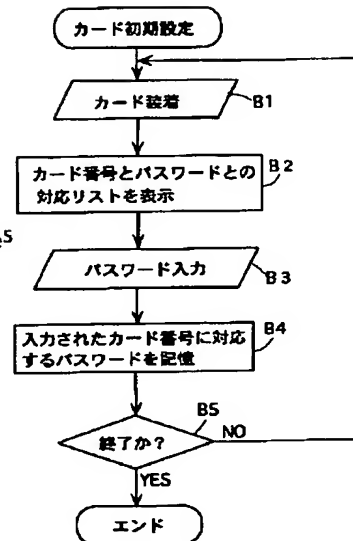 カード初期設定
カード装着
B1
カード番号とパスワードとの
対応リストを表示
B2
5
パスワード入力
B3
入力されたカード番号に対応
するパスワードを記憶
B4
終了か?
B5
NO
YES
エンド